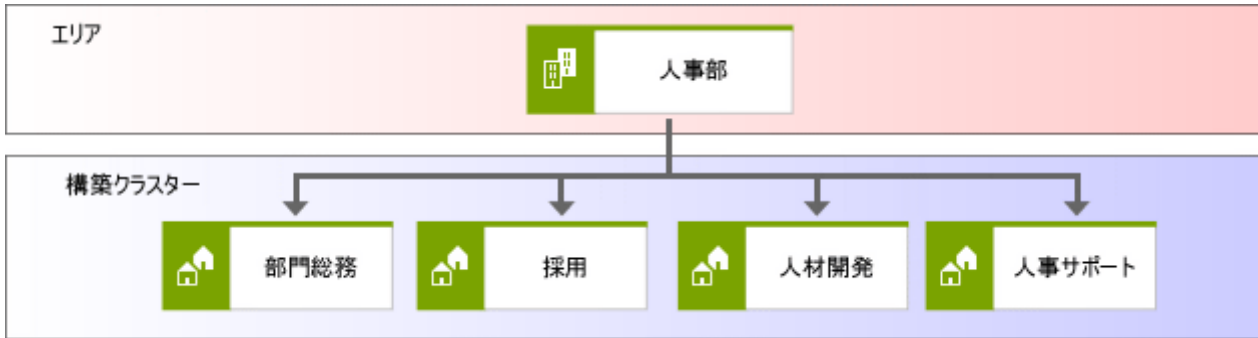 エリア
人事部
構築クラスター
部門総務
採用
人材開発
人事サポート